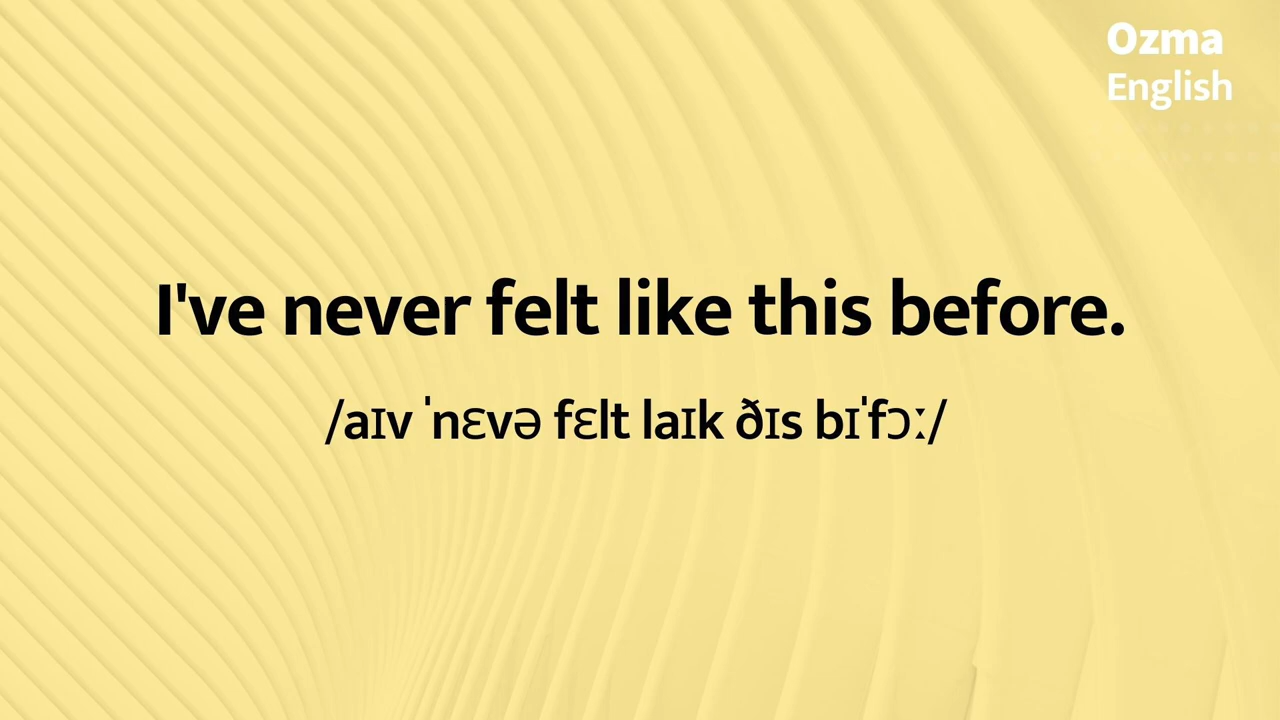 Ozma
English
I've never felt like this before.
/aɪv ˈnɛvə fɛlt laɪk ðɪs bɪˈfɔː/